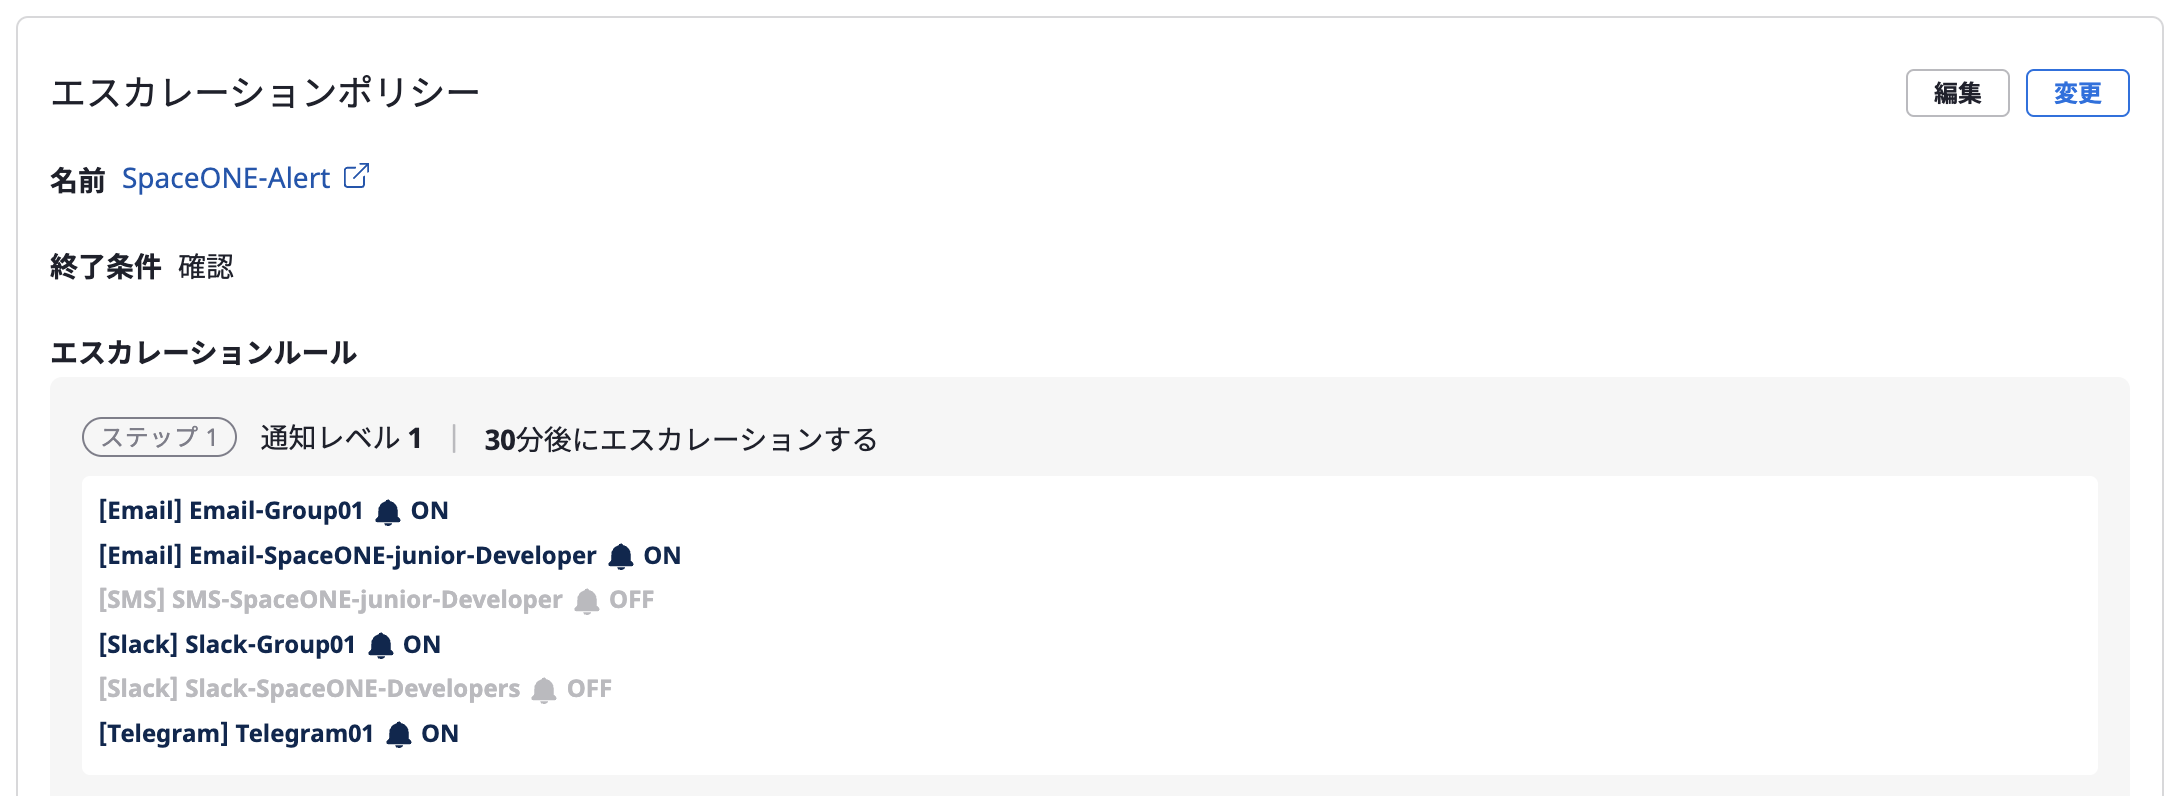 エスカレーションポリシー
編集 変更
名前 SpaceONE-Alert
終了条件 確認
エスカレーションルール
ステップ 1 通知レベル 1 | 30分後にエスカレーションする
[Email] Email-Group01 ON
[Email] Email-SpaceONE-junior-Developer ON
[SMS] SMS-SpaceONE-junior-Developer OFF
[Slack] Slack-Group01 ON
[Slack] Slack-SpaceONE-Developers OFF
[Telegram] Telegram01 ON